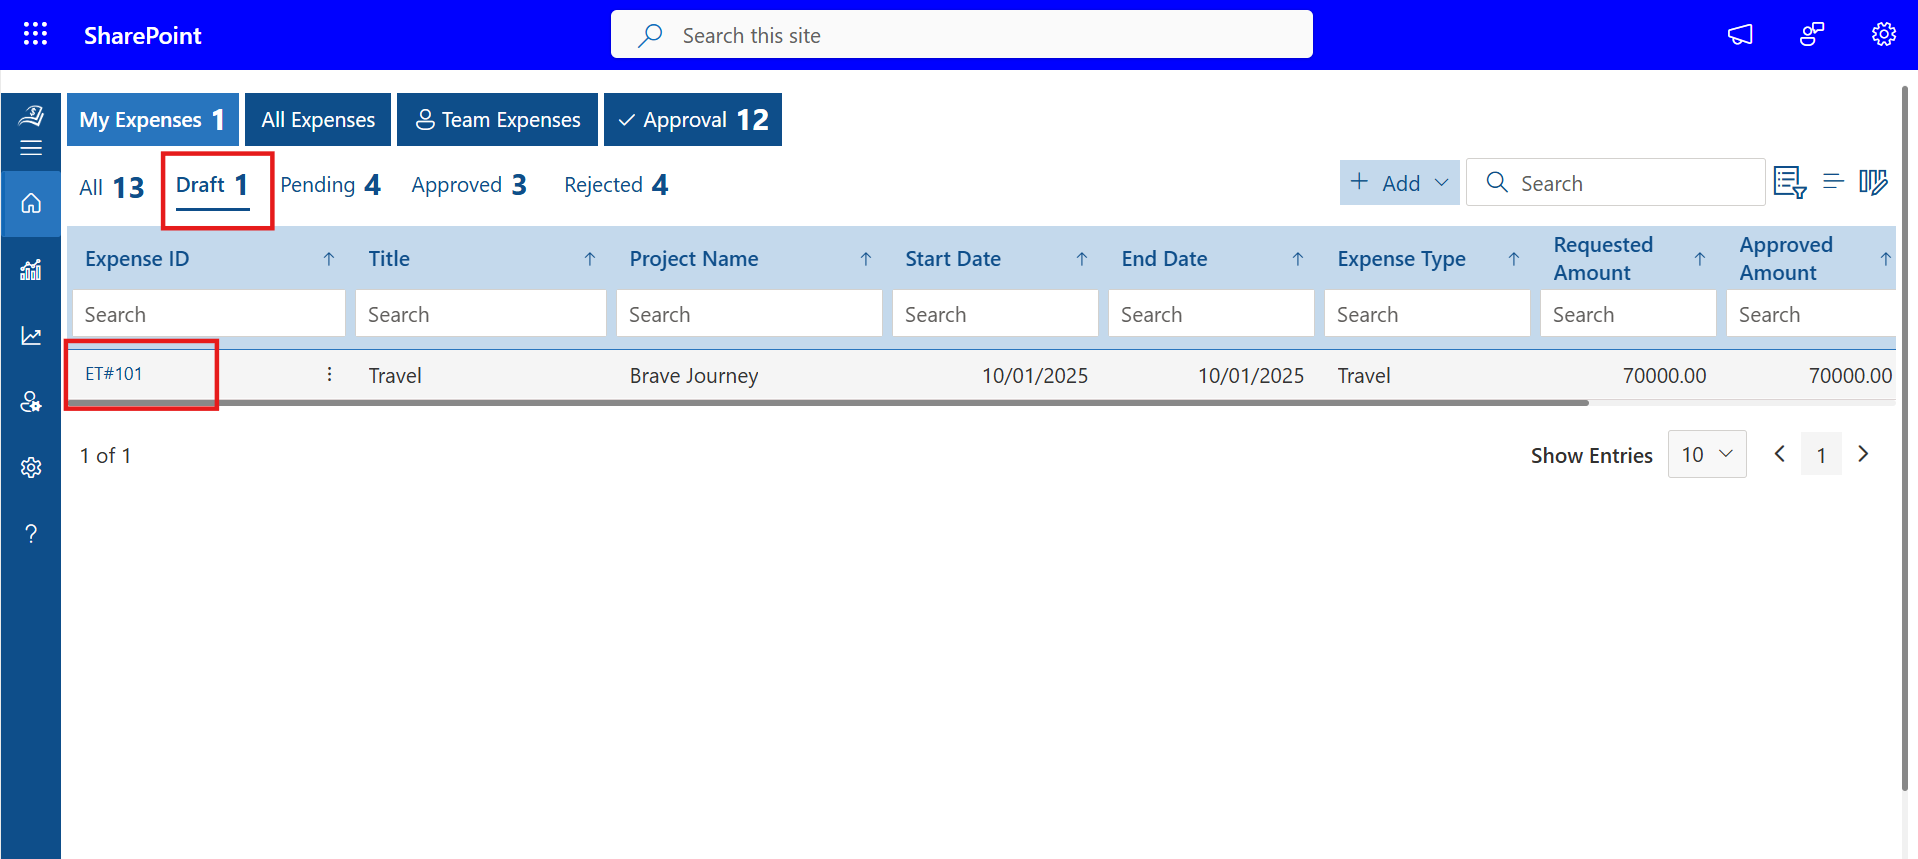 SharePoint
Search this site
My Expenses 1
All Expenses
Team Expenses
Approval 12
All 13
Draft 1
Pending 4
Approved 3
Rejected 4
Add
Search
Expense ID
Title
Project Name
Start Date
End Date
Expense Type
Requested Amount
Approved Amount
Search
Search
Search
Search
Search
Search
Search
Search
ET#101
Travel
Brave Journey
10/01/2025
10/01/2025
Travel
70000.00
70000.00
1 of 1
Show Entries
10
1